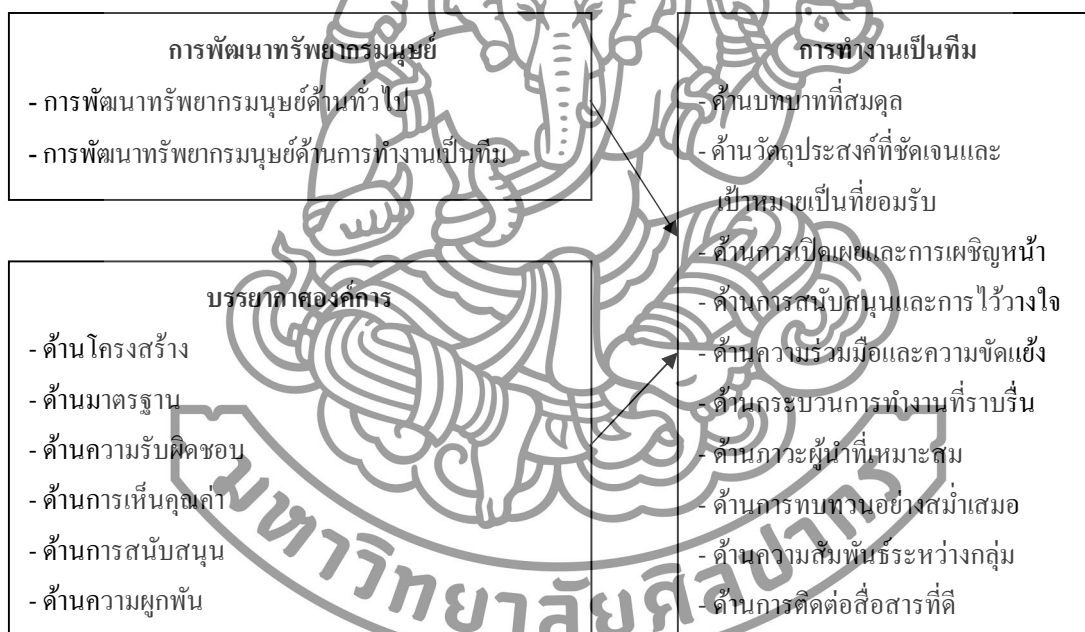 การพัฒนาทรัพยากรมนุษย์
- การพัฒนาทรัพยากรมนุษย์ด้านทั่วไป
- การพัฒนาทรัพยากรมนุษย์ด้านการทำงานเป็นทีม
บรรยากาศองค์การ
- ด้านโครงสร้าง
- ด้านมาตรฐาน
- ด้านความรับผิดชอบ
- ด้านการเห็นคุณค่า
- ด้านการสนับสนุน
- ด้านความผูกพัน
การทำงานเป็นทีม
- ด้านบทบาทที่สมดุล
- ด้านวัตถุประสงค์ที่ชัดเจนและ
เป้าหมายเป็นที่ยอมรับ
- ด้านการเปิดเผยและการเผชิญหน้า
- ด้านการสนับสนุนและการไว้วางใจ
- ด้านความร่วมมือและความขัดแย้ง
- ด้านกระบวนการทำงานที่ราบรื่น
- ด้านภาวะผู้นำที่เหมาะสม
- ด้านการทบทวนอย่างสม่ำเสมอ
- ด้านความสัมพันธ์ระหว่างกลุ่ม
- ด้านการติดต่อสื่อสารที่ดี
มหาวิทยาลัยศิลปากร